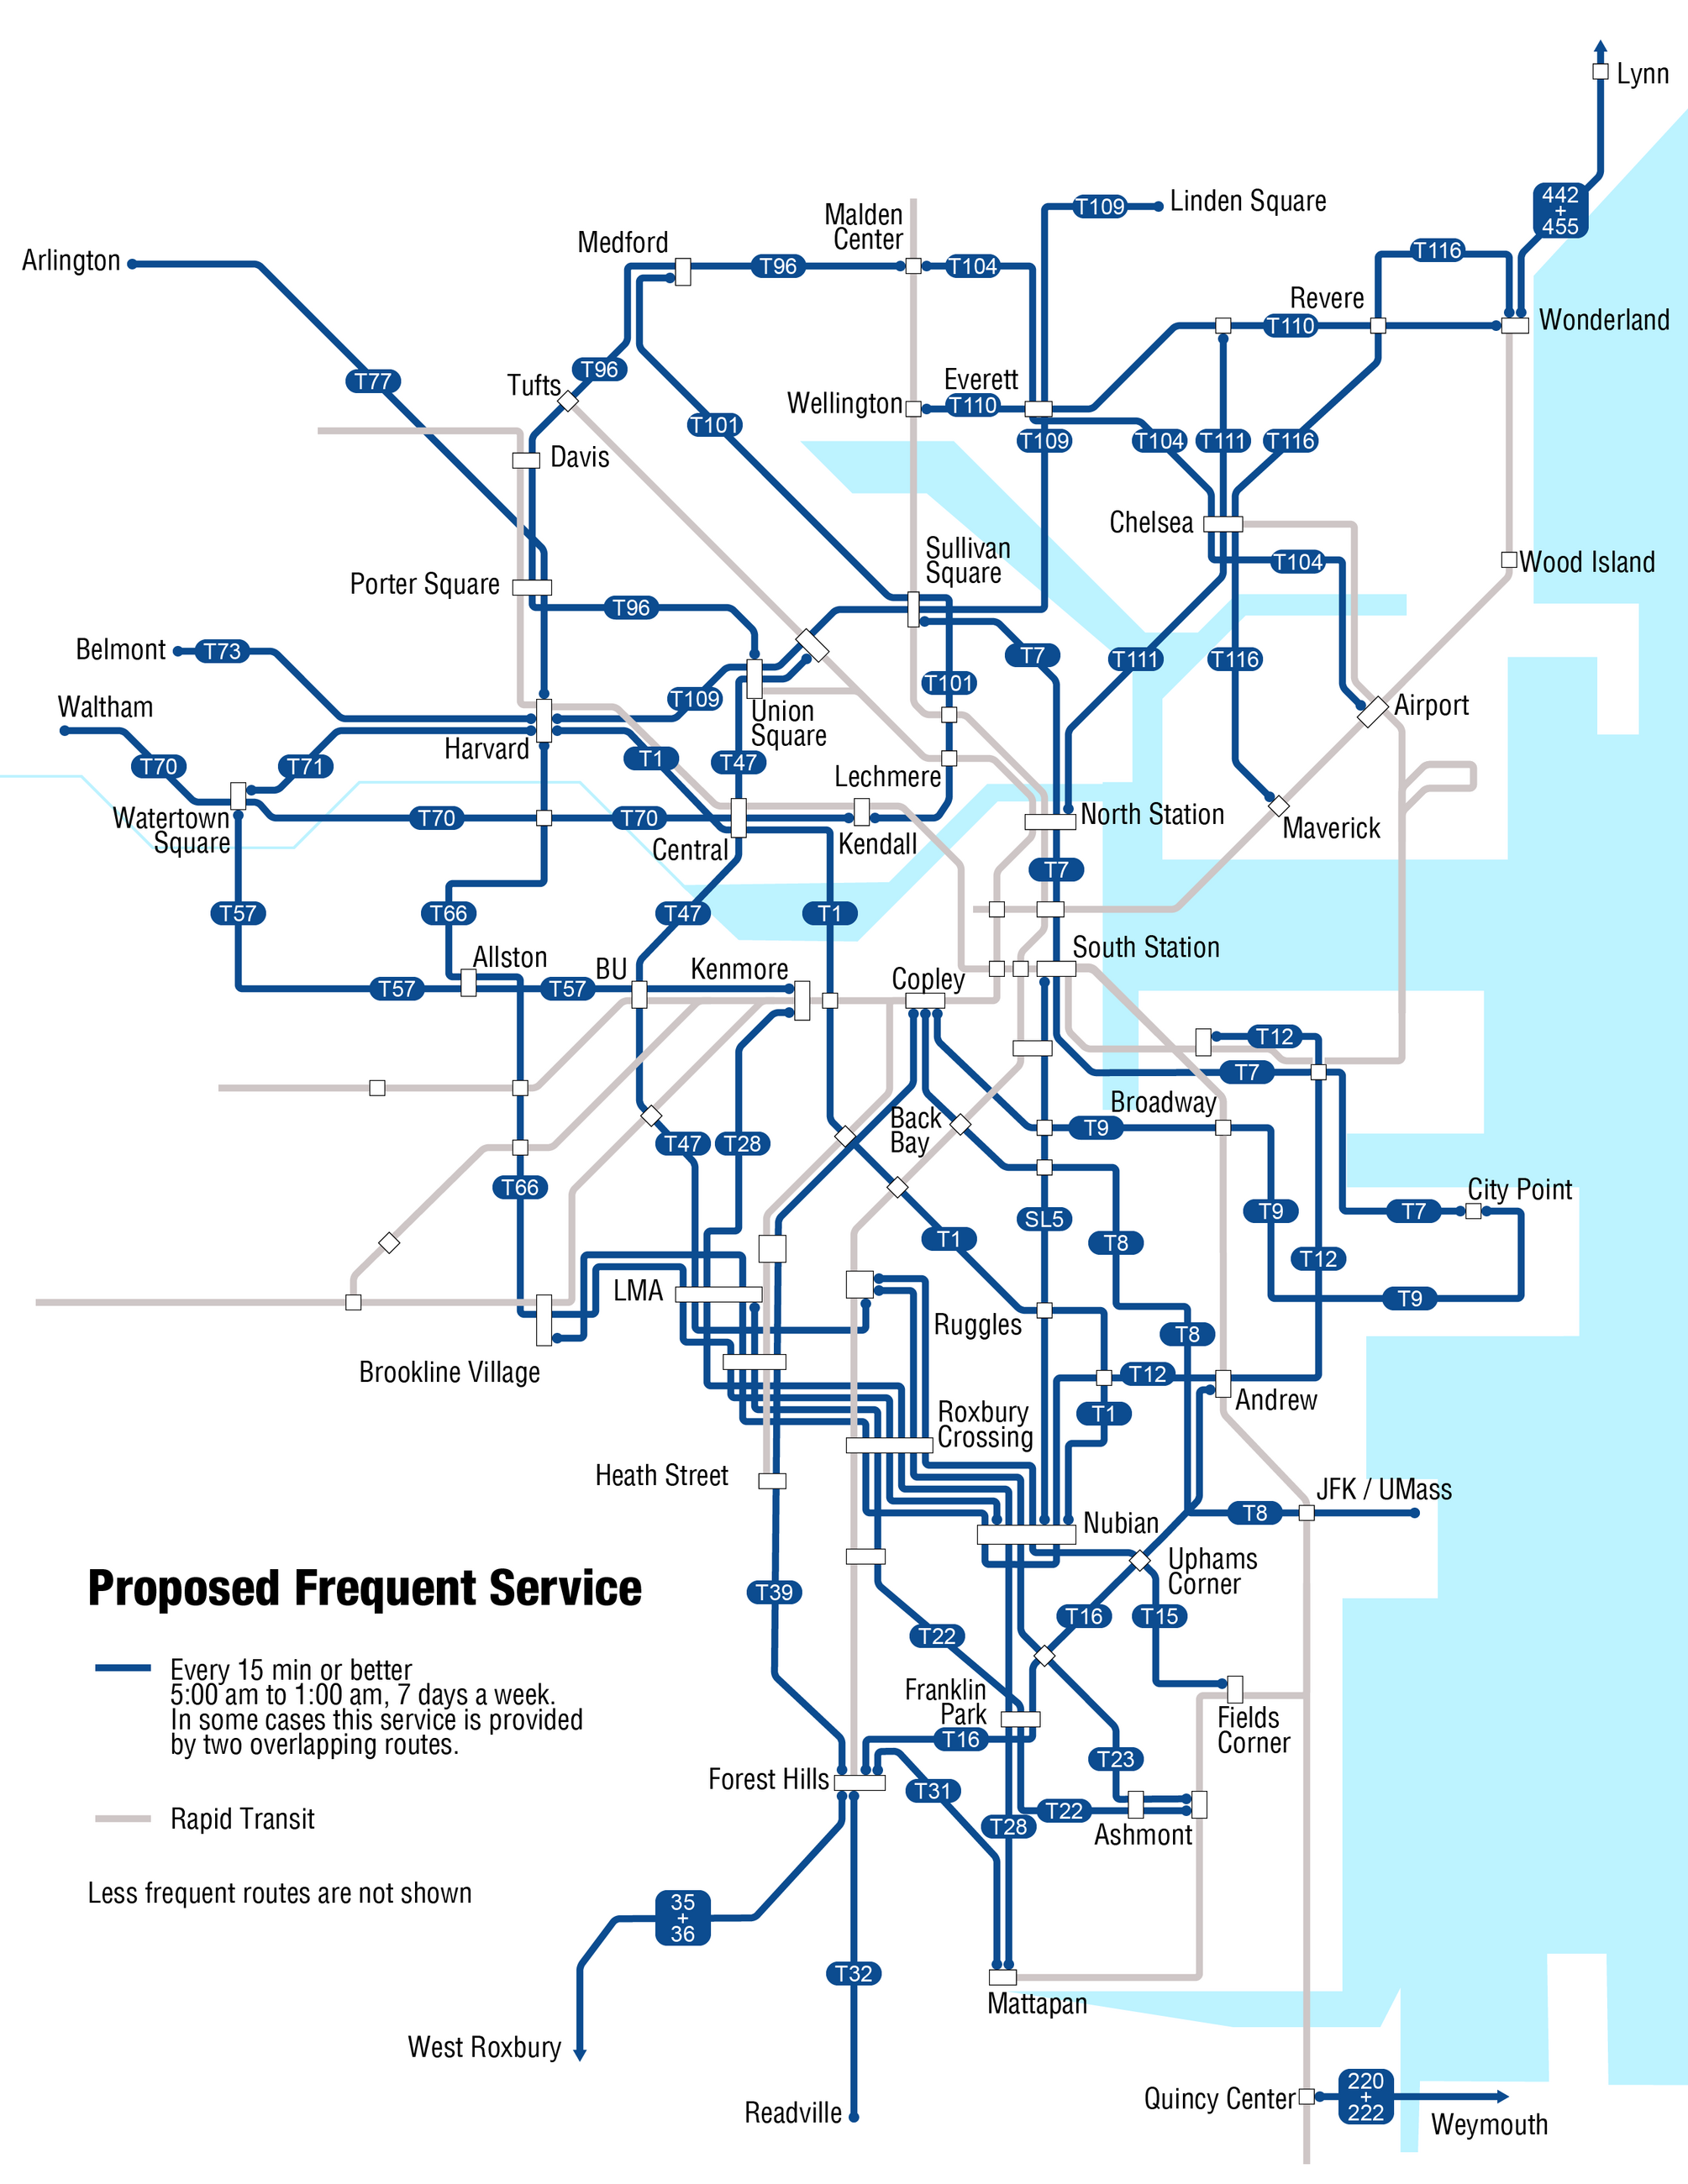 Lynn
442
+
455
Linden Square
T109
Malden
Center
Medford
Arlington
T96
T104
T116
Revere
T110
Wonderland
T77
T96
Tufts
Everett
Wellington
T110
T101
T109
T104
T111
T116
Davis
Chelsea
Sullivan
Square
T104
Wood Island
Porter Square
T96
Belmont
T73
T7
T111
T116
T101
T109
Waltham
Airport
Union
Square
Harvard
T70
T71
T1
T47
Lechmere
Watertown
Square
T70
T70
Central
Kendall
North Station
Maverick
T7
T57
T66
T47
T1
Allston
BU
Kenmore
Copley
South Station
T57
T57
T12
T7
Broadway
Back
Bay
T9
T47
T28
T66
City Point
T7
T9
SL5
T8
T1
T12
LMA
T9
Ruggles
T8
Brookline Village
T12
Andrew
T1
Roxbury
Crossing
Heath Street
JFK / UMass
T8
Nubian
Uphams
Corner
Proposed Frequent Service
T39
T16
T15
T22
Every 15 min or better
5:00 am to 1:00 am, 7 days a week.
In some cases this service is provided
by two overlapping routes.
Franklin
Park
Fields
Corner
T16
T23
Forest Hills
T31
T22
T28
Ashmont
Rapid Transit
Less frequent routes are not shown
35
+
36
T32
Mattapan
West Roxbury
Readville
Quincy Center
220
+
222
Weymouth